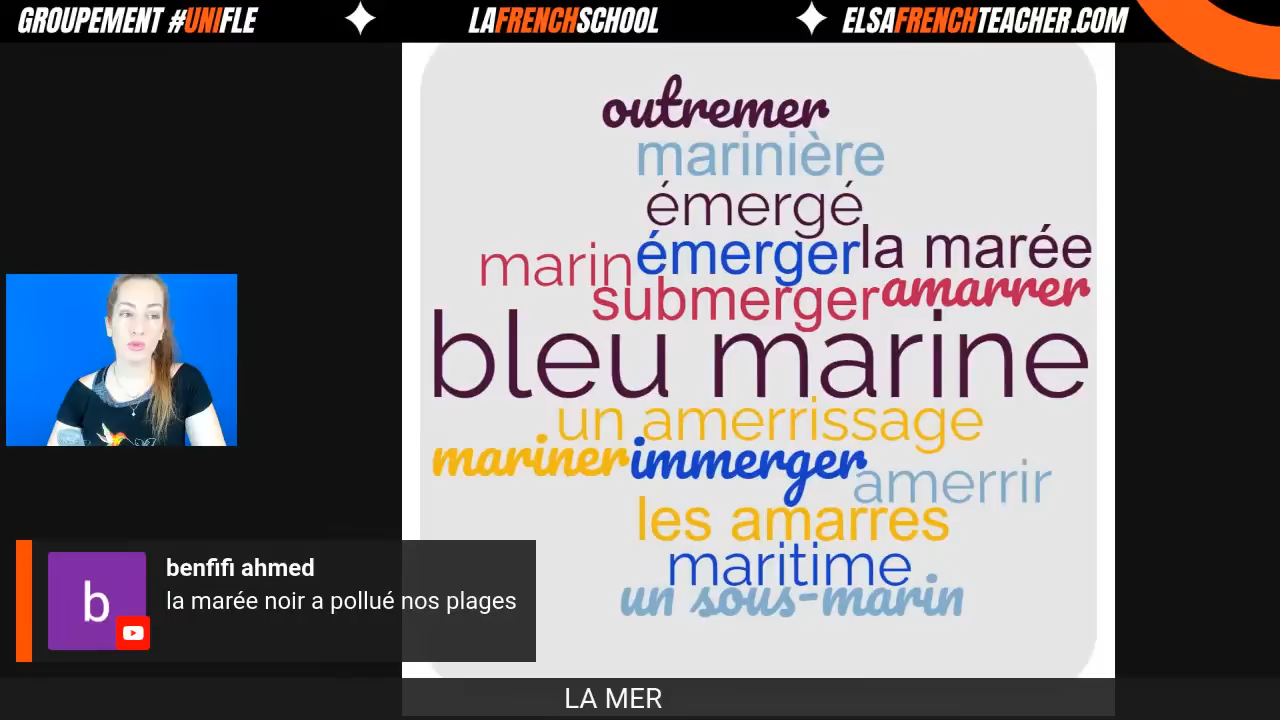 GROUPEMENT #UNIFLE
LAFRENCHSCHOOL
ELSAFRENCHTEACHER.COM
outremer
marinière
émergé
la marée
émerger
marin
submerger
amarrer
bleu marine
un amerrissage
mariner
immerger
amerrir
les amarres
maritime
un sous-marin
b
benfifi ahmed
la marée noir a pollué nos plages
LA MER